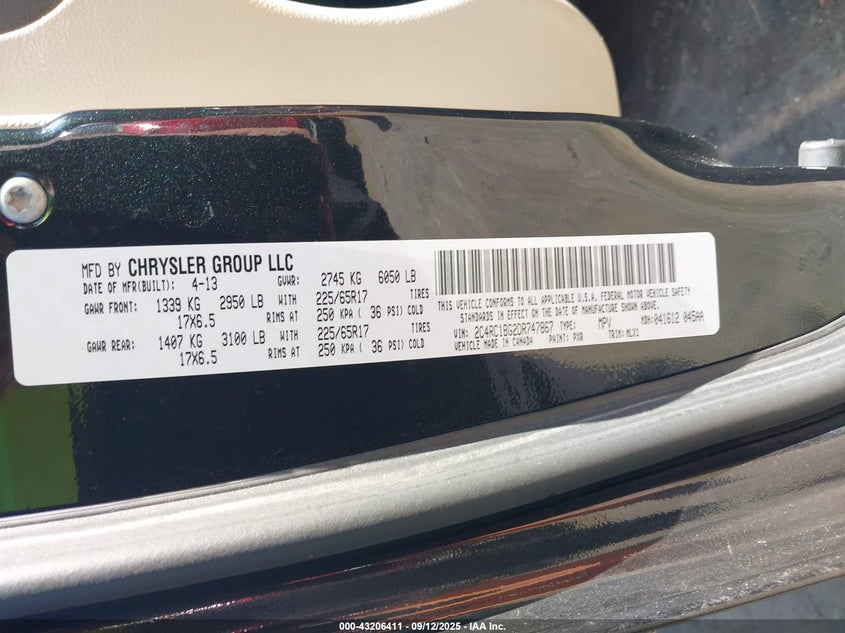 MFD BY CHRYSLER GROUP LLC
DATE OF MFR(BUILT): 4-13 GVWR: 2745 KG 6050 LB
GAWR FRONT: 1339 KG 2950 LB WITH 225/65R17 TIRES
17X6.5 RIMS AT 250 KPA ( 36 PSI) COLD
GAWR REAR: 1407 KG 3100 LB WITH 225/65R17 TIRES
17X6.5 RIMS AT 250 KPA ( 36 PSI) COLD
THIS VEHICLE CONFORMS TO ALL APPLICABLE U.S.A. FEDERAL MOTOR VEHICLE SAFETY
STANDARDS IN EFFECT ON THE DATE OF MANUFACTURE SHOWN ABOVE.
VIN: 2C4RC1BG2DR747867 TYPE: MPV MDH: 041612 045AA
VEHICLE MADE IN CANADA PAINT: PXR TRIM: MLX1
000-43206411 - 09/12/2025 - IAA Inc.